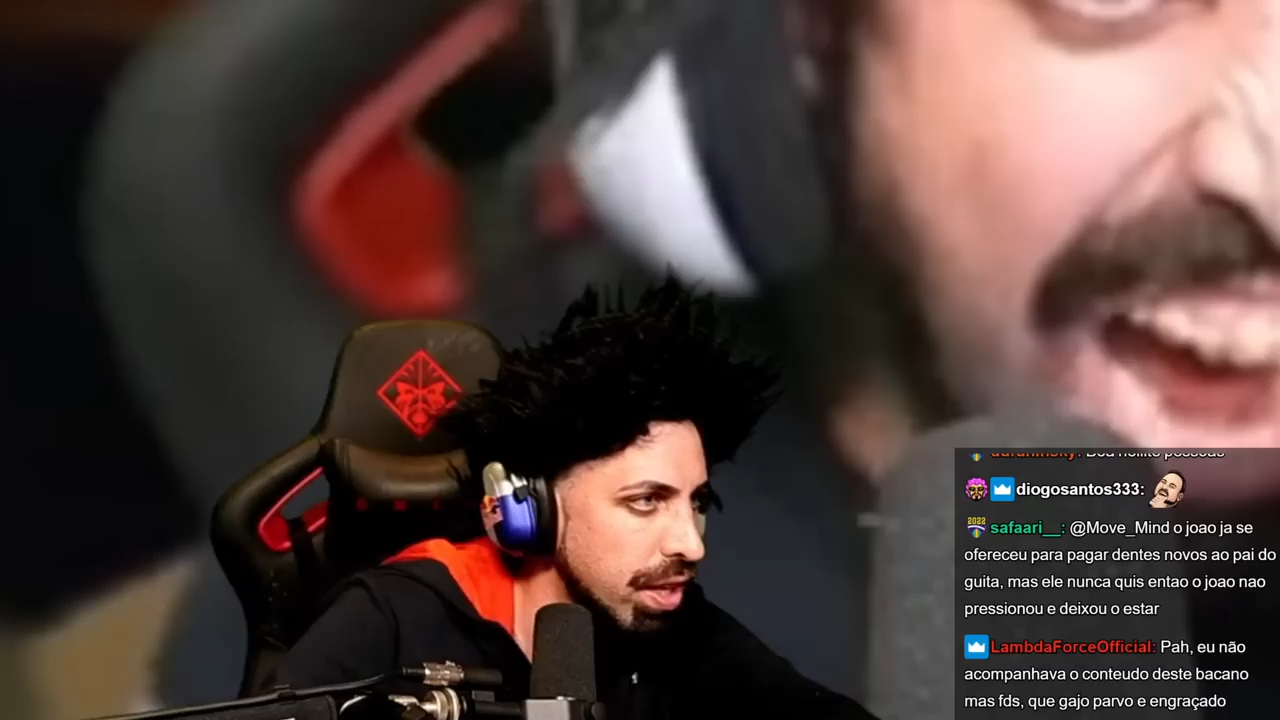 diogosantos333:
2022 safaari__: @Move_Mind o joao ja se
ofereceu para pagar dentes novos ao pai do
guita, mas ele nunca quis entao o joao nao
pressionou e deixou o estar
LambdaForceOfficial: Pah, eu não
acompanhava o conteudo deste bacano
mas fds, que gajo parvo e engraçado